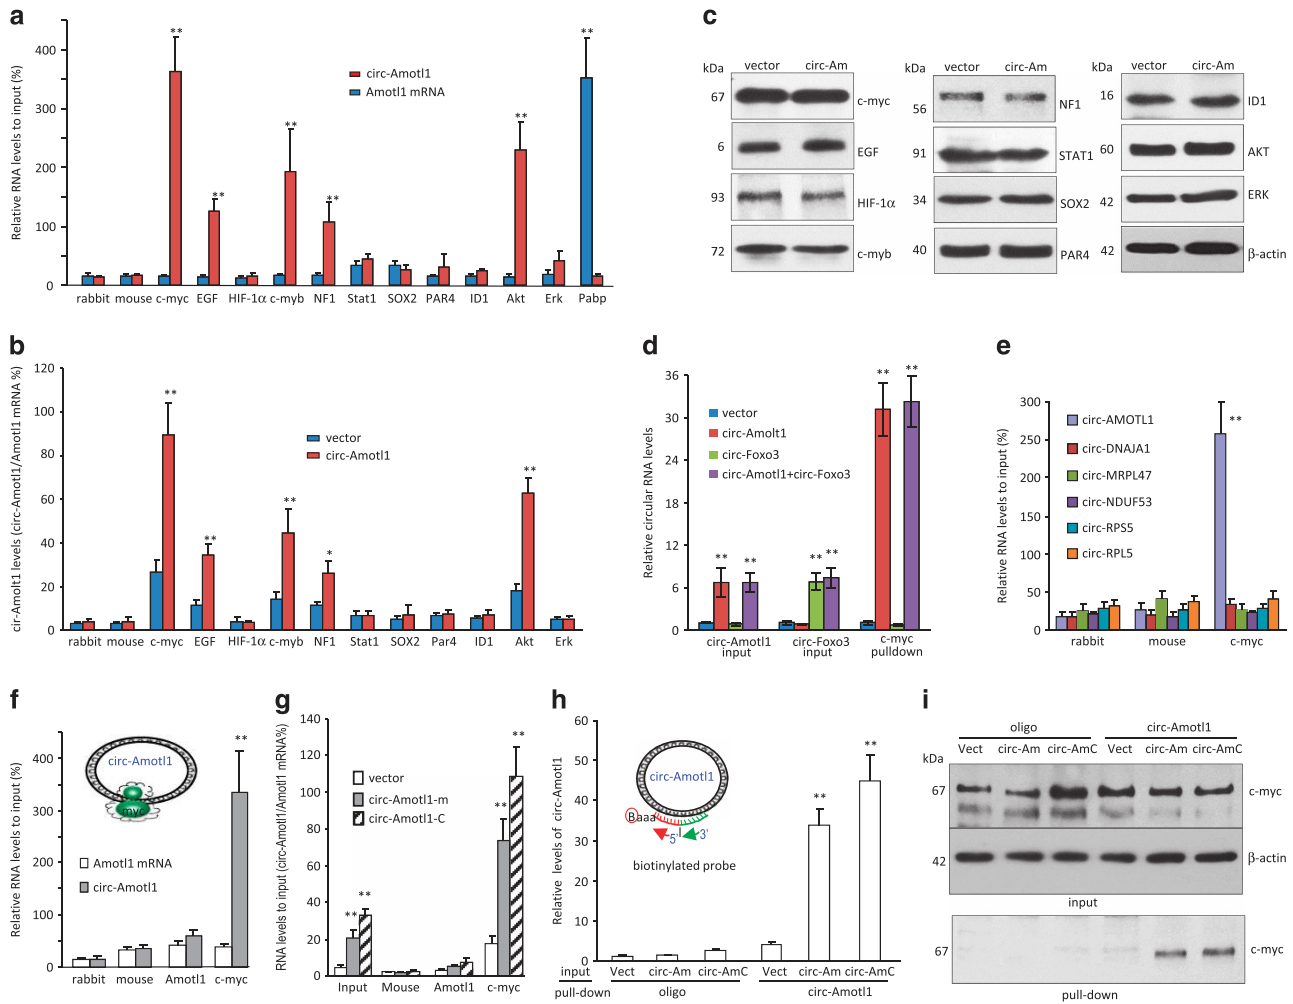 a
Relative RNA levels to input (%)
400
300
200
100
0
circ-Amotl1
Amotl1 mRNA
**
**
**
**
**
**
rabbit mouse c-myc EGF HIF-1α c-myb NF1 Stat1 SOX2 PAR4 ID1 Akt Erk Pabp
b
cir-Amolt1 levels (circ-Amotl1/Amotl1 mRNA %)
120
100
80
60
40
20
0
vector
circ-Amotl1
**
**
**
*
**
rabbit mouse c-myc EGF HIF-1α c-myb NF1 Stat1 SOX2 Par4 ID1 Akt Erk
c
kDa vector circ-Am
67 c-myc
6 EGF
93 HIF-1α
72 c-myb
kDa vector circ-Am
56 NF1
91 STAT1
34 SOX2
40 PAR4
kDa vector circ-Am
16 ID1
60 AKT
42 ERK
42 β-actin
d
Relative circular RNA levels
36
30
24
18
12
6
0
vector
circ-Amolt1
circ-Foxo3
circ-Amotl1+circ-Foxo3
** **
** **
** **
circ-Amotl1 input
circ-Foxo3 input
c-myc pulldown
e
Relative RNA levels to input (%)
300
250
200
150
100
50
0
circ-AMOTL1
circ-DNAJA1
circ-MRPL47
circ-NDUF53
circ-RPS5
circ-RPL5
**
rabbit mouse c-myc
f
Relative RNA levels to input (%)
400
300
200
100
0
circ-Amotl1
myc
Amotl1 mRNA
circ-Amotl1
**
rabbit mouse Amotl1 c-myc
g
RNA levels to input (circ-Amotl1/Amotl1 mRNA%)
140
120
100
80
60
40
20
0
vector
circ-Amotl1-m
circ-Amotl1-C
** **
** **
Input Mouse Amotl1 c-myc
h
Relative levels of circ-Amotl1
60
50
40
30
20
10
0
circ-Amotl1
Baaa
5' 3'
biotinylated probe
**
**
input Vect circ-Am circ-AmC Vect circ-Am circ-AmC
pull-down oligo circ-Amotl1
i
oligo circ-Amotl1
kDa Vect circ-Am circ-AmC Vect circ-Am circ-AmC
67 c-myc
42 β-actin
input
67 c-myc
pull-down